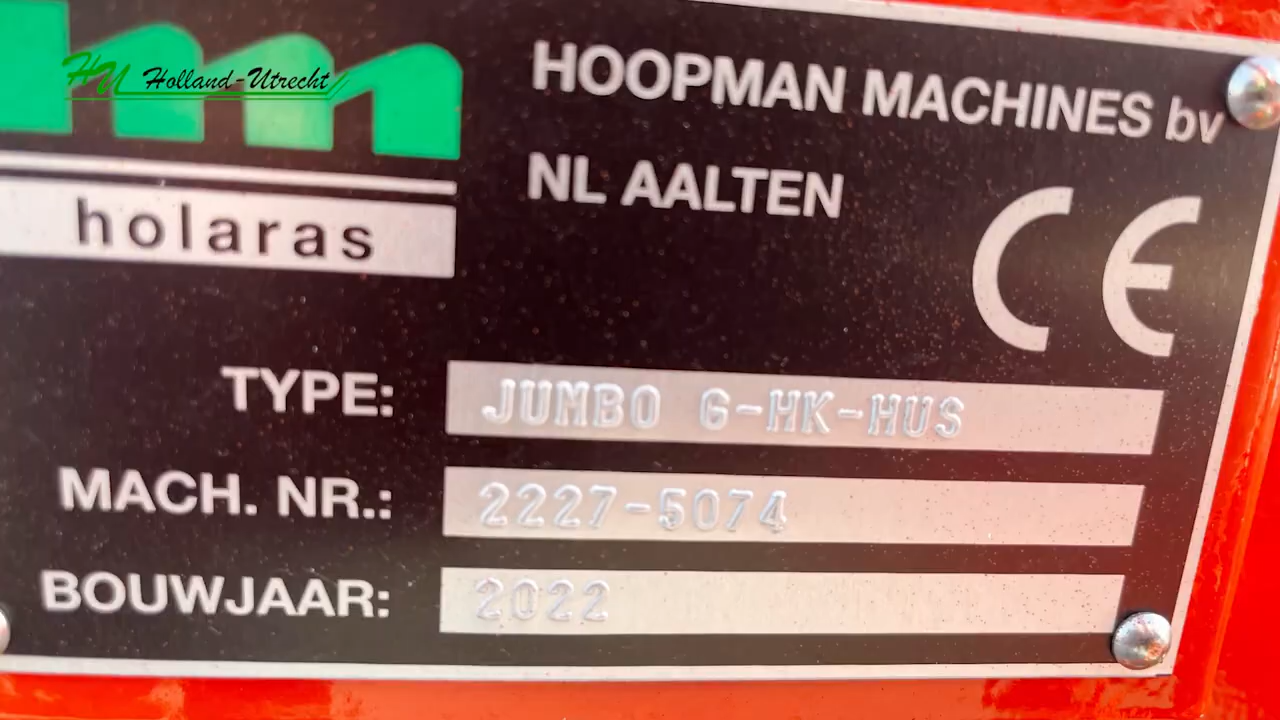 HU Holland-Utrecht
HOOPMAN MACHINES bv
NL AALTEN
holaras
CE
TYPE: JUMBO G-HK-HUS
MACH. NR.: 2227-5074
BOUWJAAR: 2022